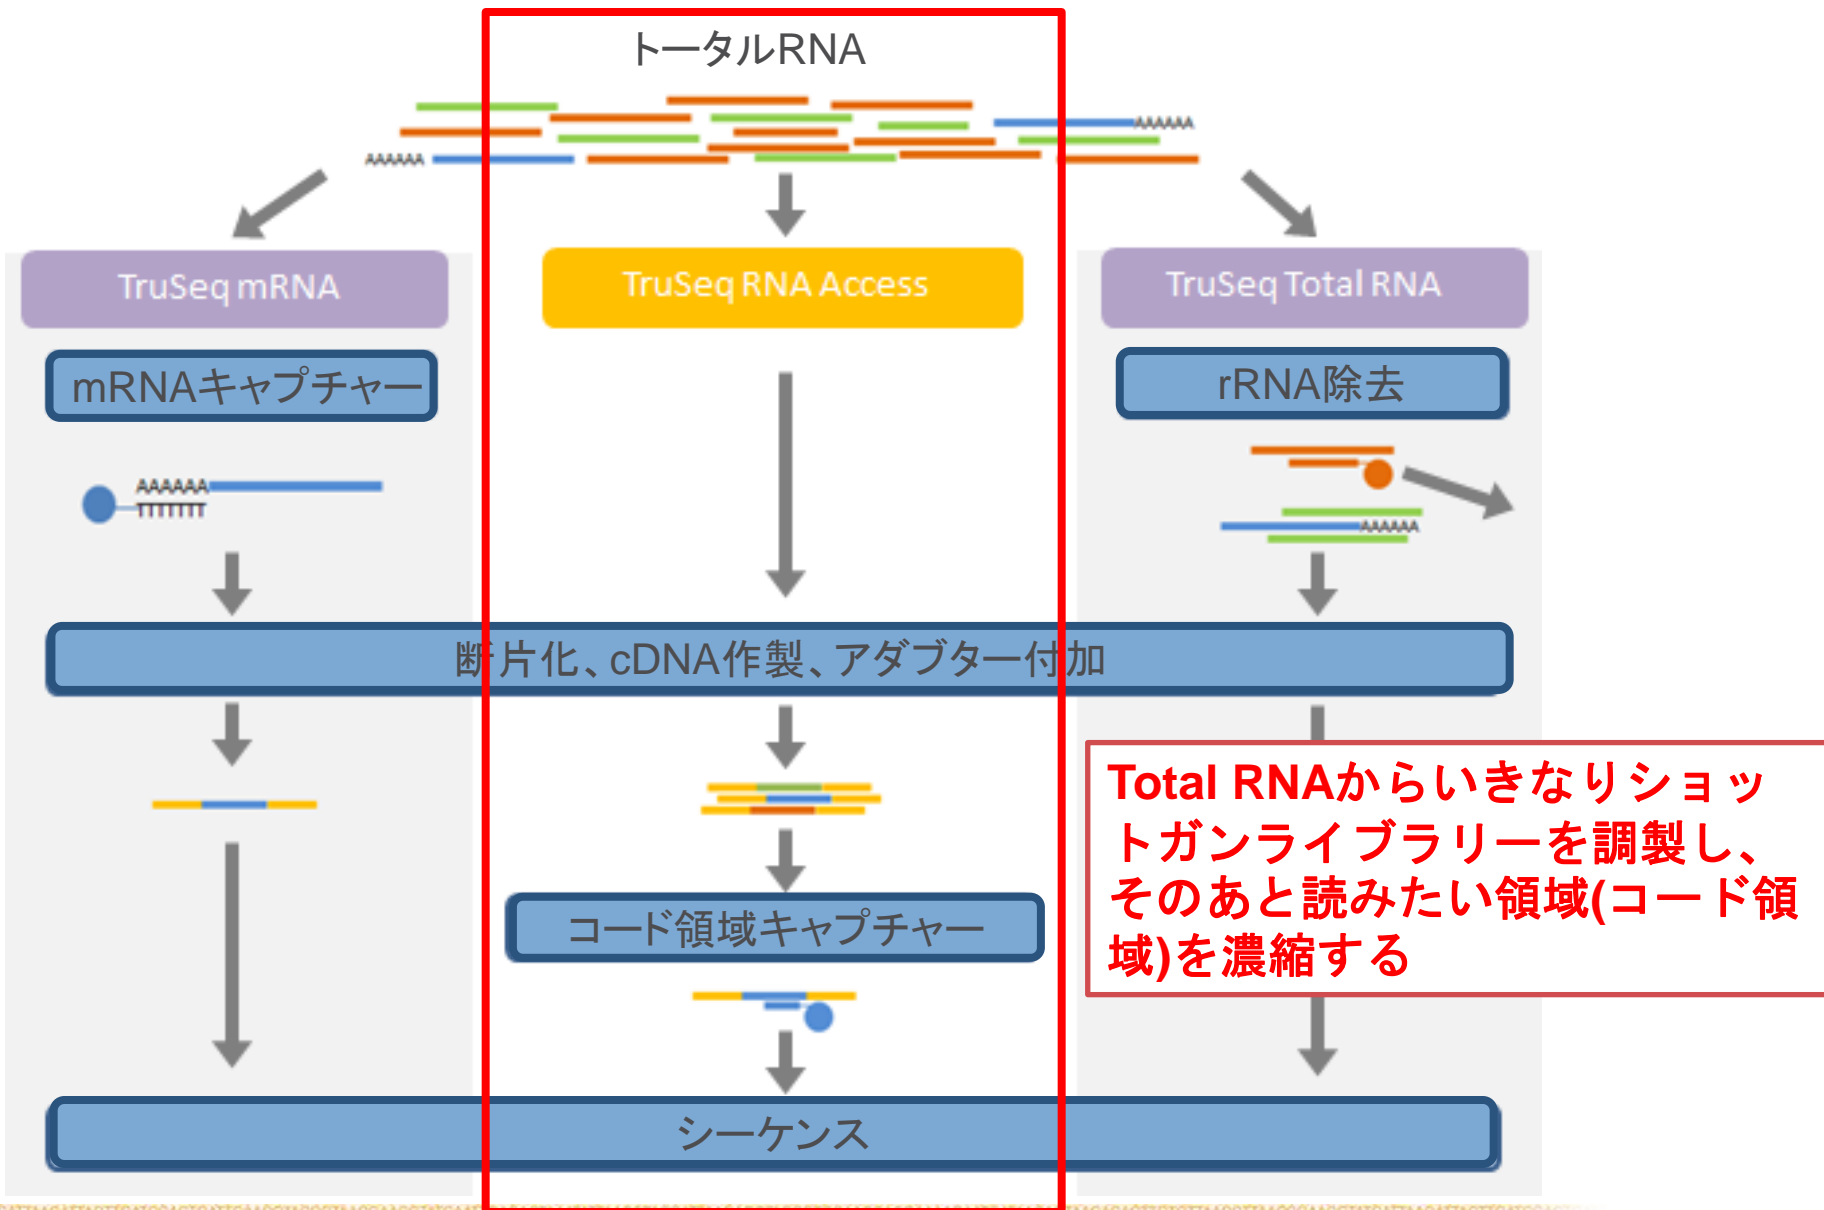 トータルRNA
AAAAAA
AAAAAA
TruSeq mRNA
TruSeq RNA Access
TruSeq Total RNA
mRNAキャプチャー
rRNA除去
AAAAAA
TTTTTTT
AAAAAA
断片化、cDNA作製、アダプター付加
Total RNAからいきなりショッ
トガンライブラリーを調製し、
そのあと読みたい領域(コード領
域)を濃縮する
コード領域キャプチャー
シーケンス